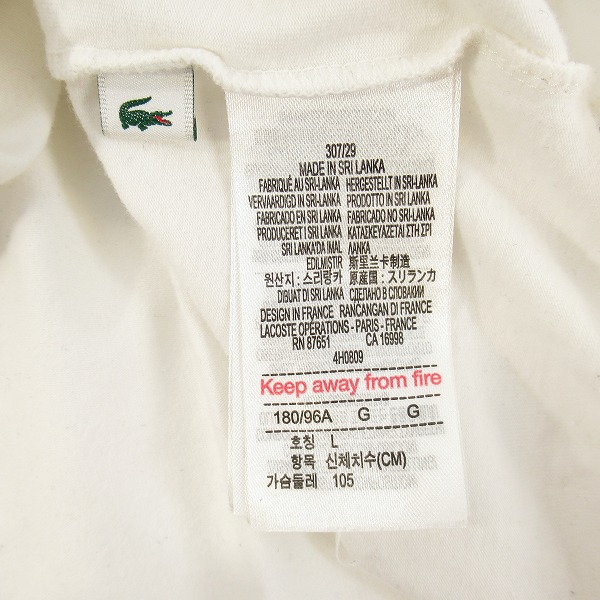 307/29
MADE IN SRI LANKA
FABRIQUÉ AU SRI-LANKA HERGESTELLT IN SRI-LANKA
VERVAARDIGD IN SRI-LANKA PRODOTTO IN SRI-LANKA
FABRICADO EN SRI-LANKA FABRICADO NO SRI-LANKA
PRODUCERET I SRI-LANKA ΚΑΤΑΣΚΕΥΑΖΕΤΑΙ ΣΤΗ ΣΡΙ
SRI LANKA'DA IMAL ΛΑΝΚΑ
EDILMISTIR 斯里兰卡制造
원산지 : 스리랑카 原産国 : スリランカ
DIBUAT DI SRI-LANKA СДЕЛАНО В СЛОВАКИИ
DESIGN IN FRANCE RANCANGAN DI FRANCE
LACOSTE OPÉRATIONS - PARIS - FRANCE
RN 87651 CA 16998
4H0809
Keep away from fire
180/96A G G
호칭 L
항목 신체치수(CM)
가슴둘레 105